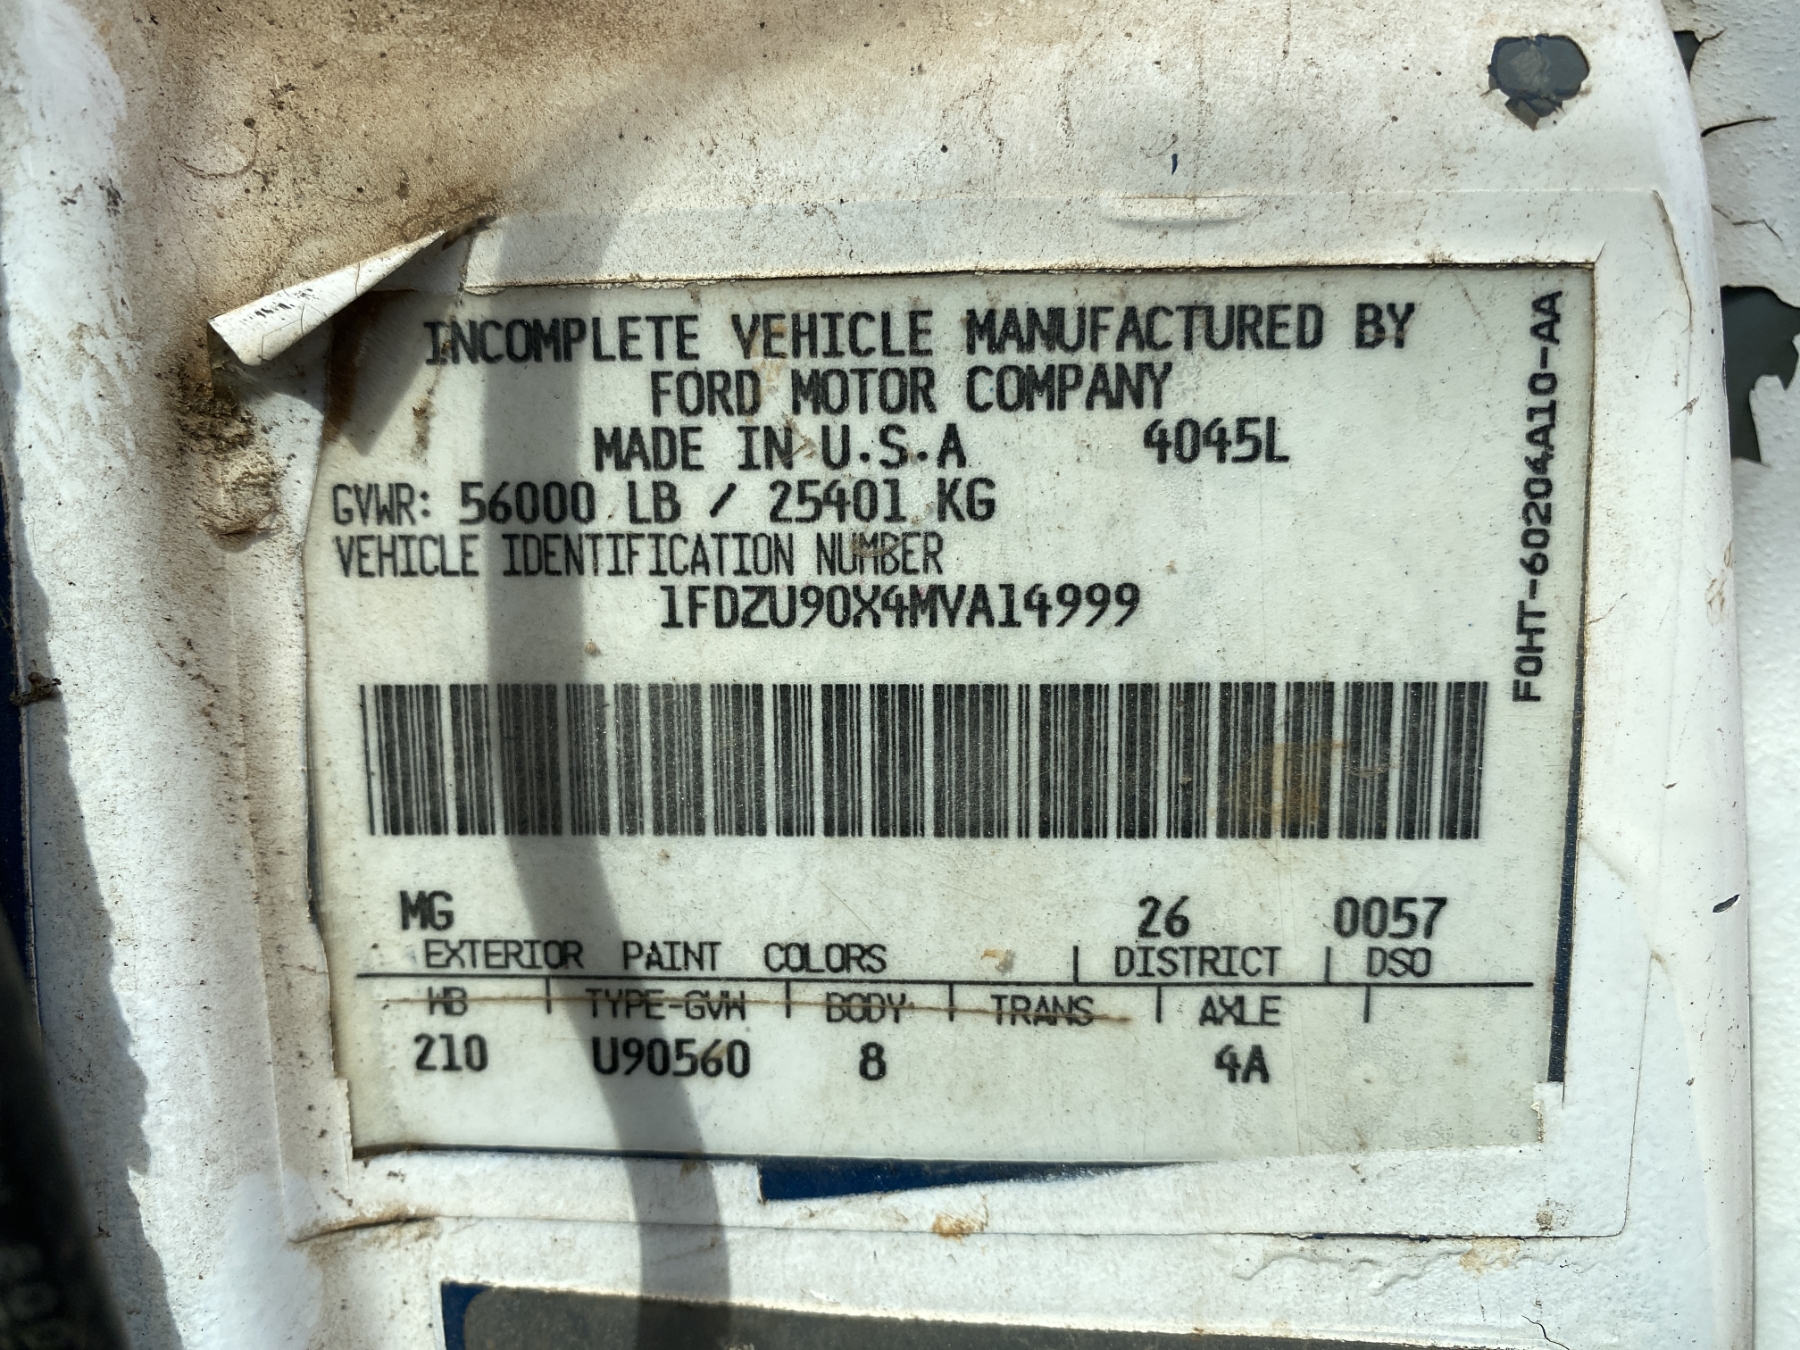 INCOMPLETE VEHICLE MANUFACTURED BY
FORD MOTOR COMPANY
MADE IN U.S.A 4045L
GVWR: 56000 LB / 25401 KG
VEHICLE IDENTIFICATION NUMBER
1FDZU90X4MVA14999
F0HT-60204A10-AA
MG 26 0057
EXTERIOR PAINT COLORS | DISTRICT | DSO
WB | TYPE-GVW | BODY | TRANS | AXLE |
210 U90560 8 4A